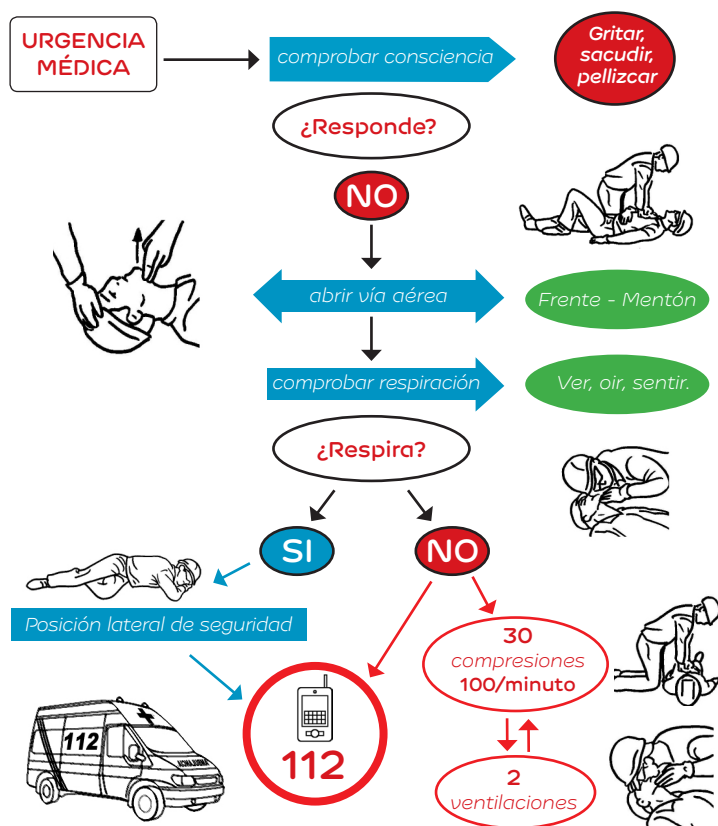 URGENCIA
MÉDICA
comprobar consciencia
Gritar,
sacudir,
pellizcar
¿Responde?
NO
abrir vía aérea
Frente - Mentón
comprobar respiración
Ver, oir, sentir.
¿Respira?
SI
NO
Posición lateral de seguridad
30
compresiones
100/minuto
112
112
AMBULANCIA
2
ventilaciones